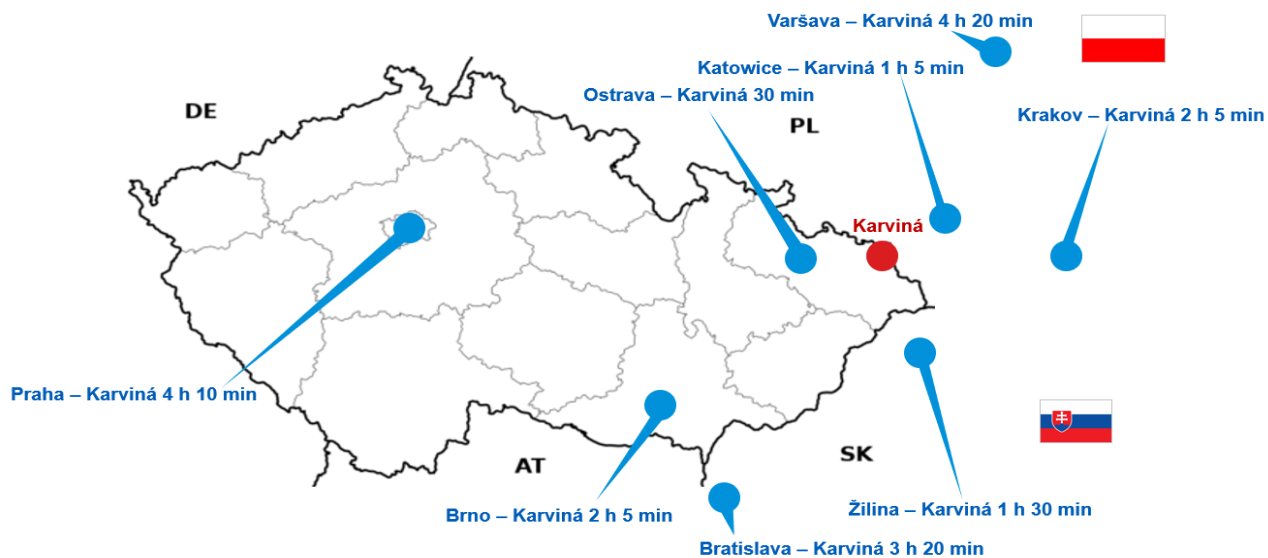 Varšava – Karviná 4 h 20 min
Katowice – Karviná 1 h 5 min
Ostrava – Karviná 30 min
DE
PL
Krakov – Karviná 2 h 5 min
Karviná
Praha – Karviná 4 h 10 min
AT
SK
Brno – Karviná 2 h 5 min
Žilina – Karviná 1 h 30 min
Bratislava – Karviná 3 h 20 min